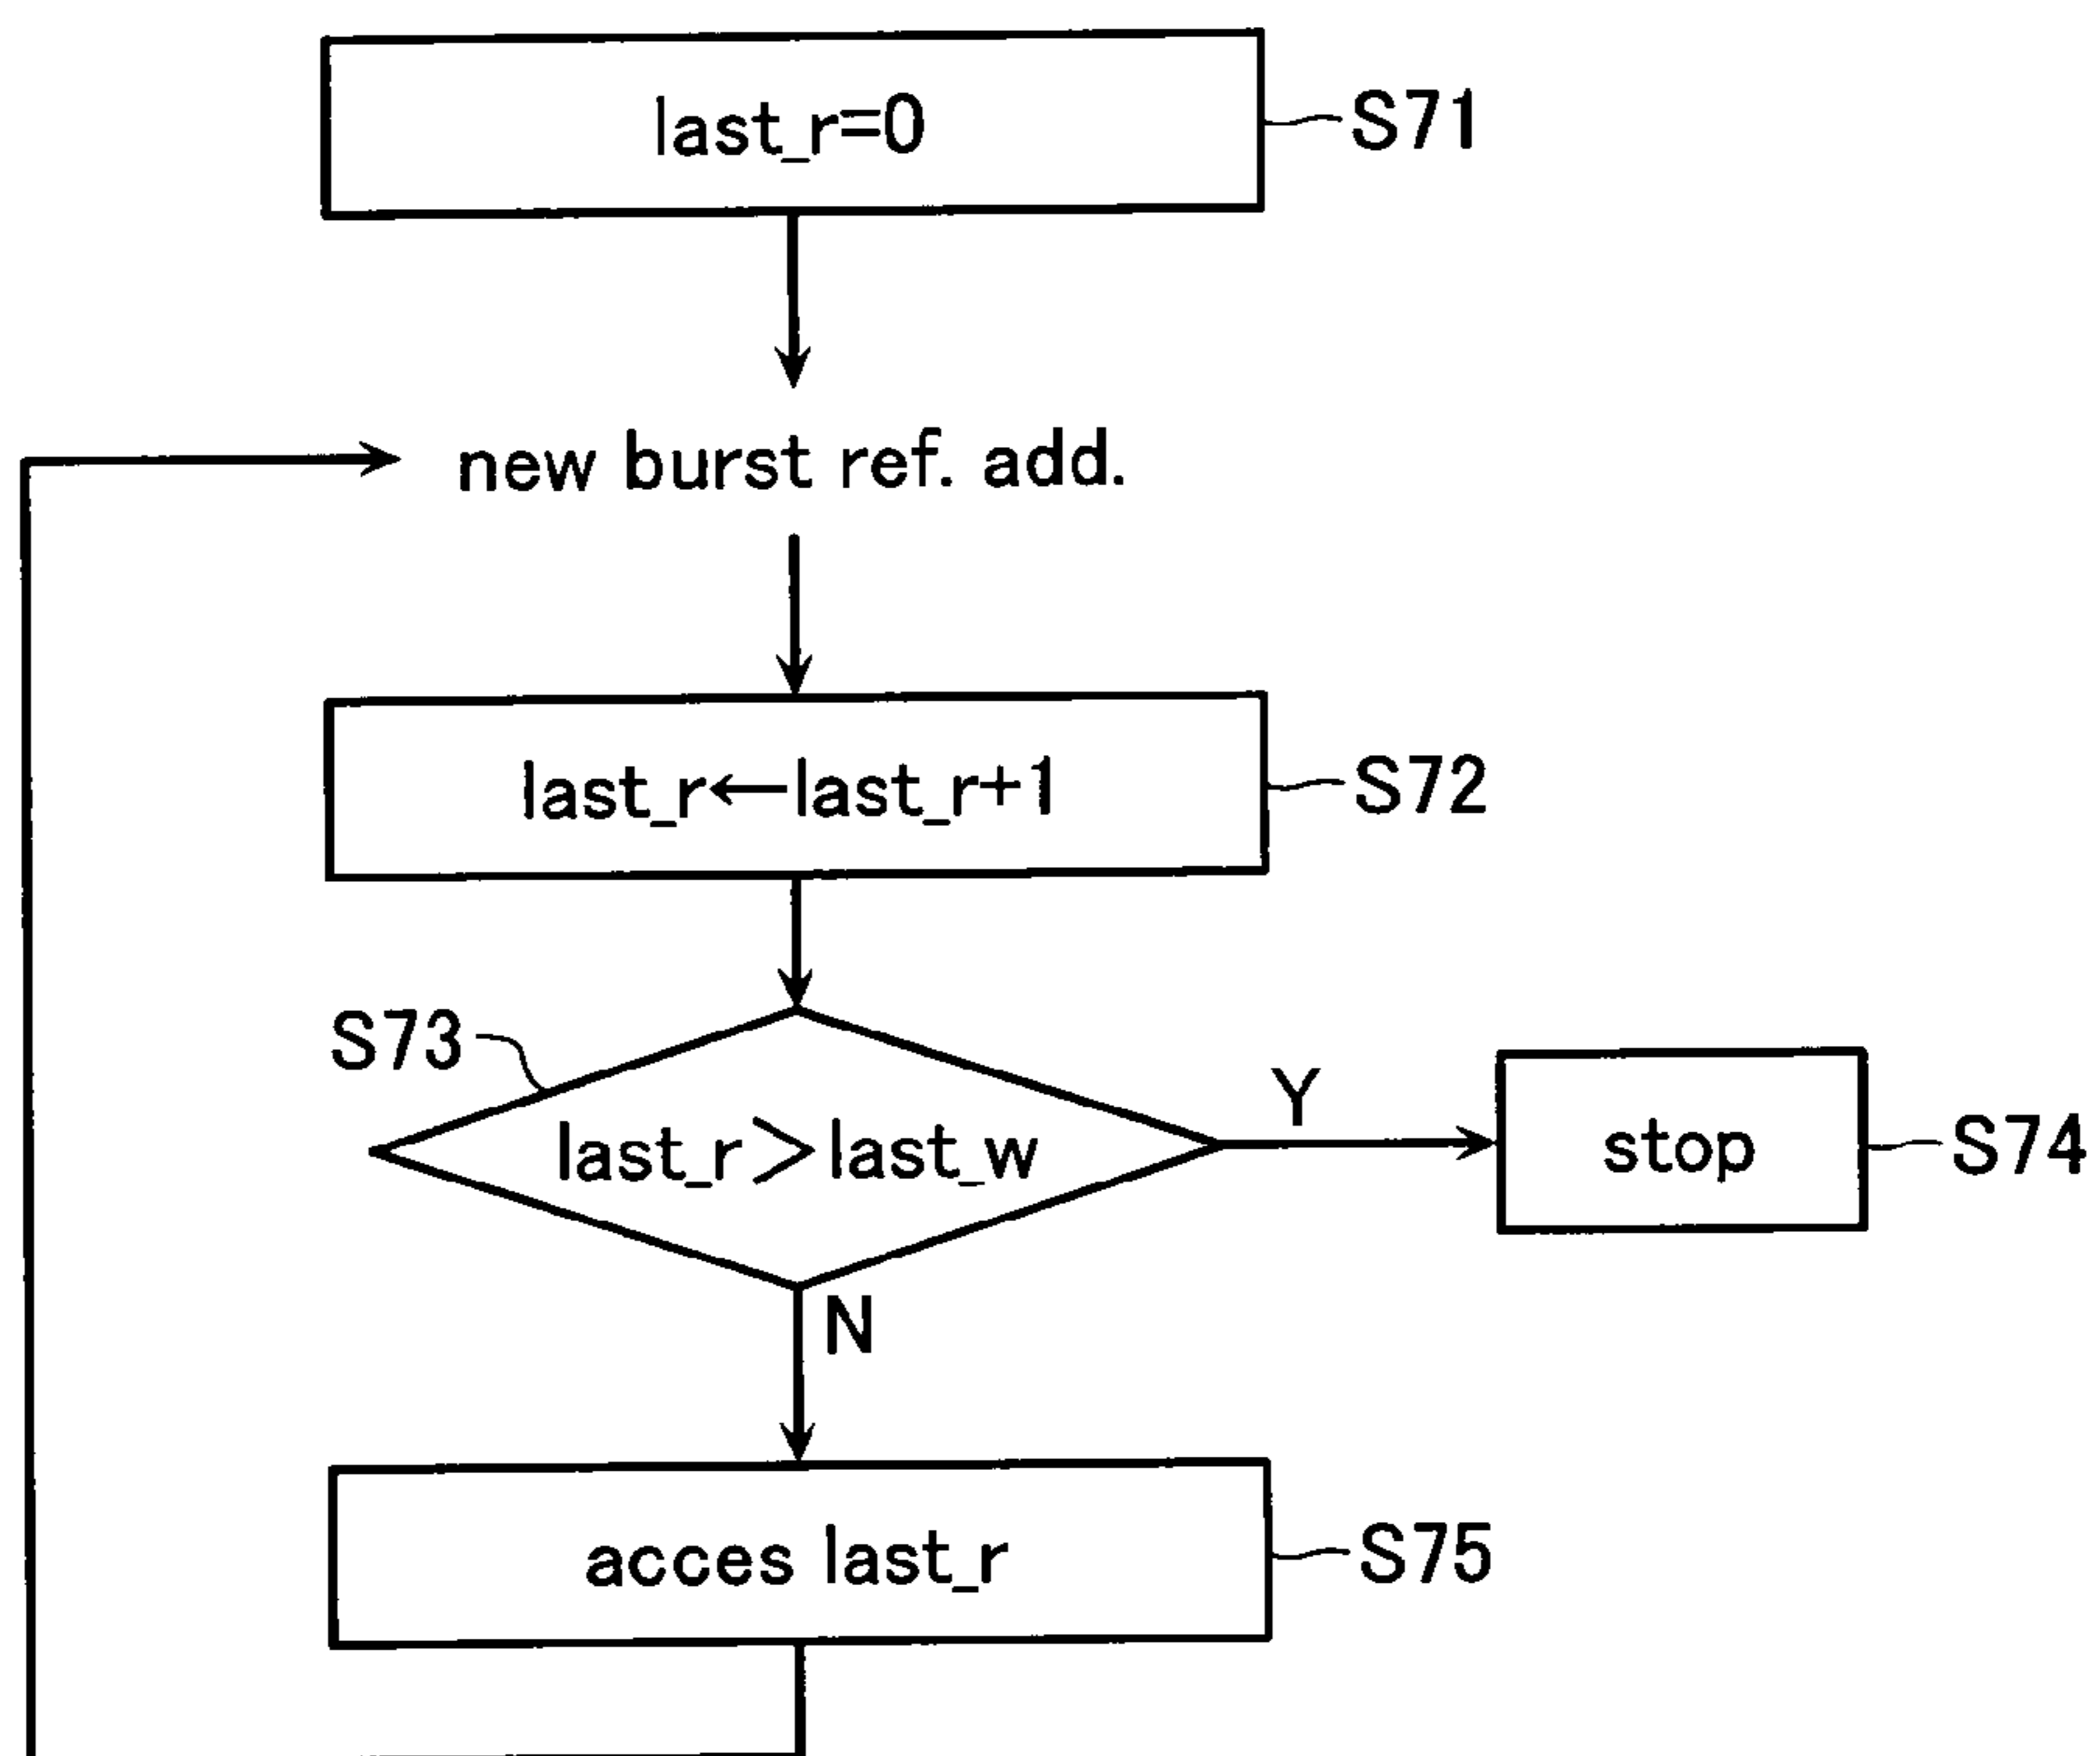 last_r=0
S71
new burst ref. add.
last_r←last_r+1
S72
S73
last_r>last_w
Y
stop
S74
N
acces last_r
S75